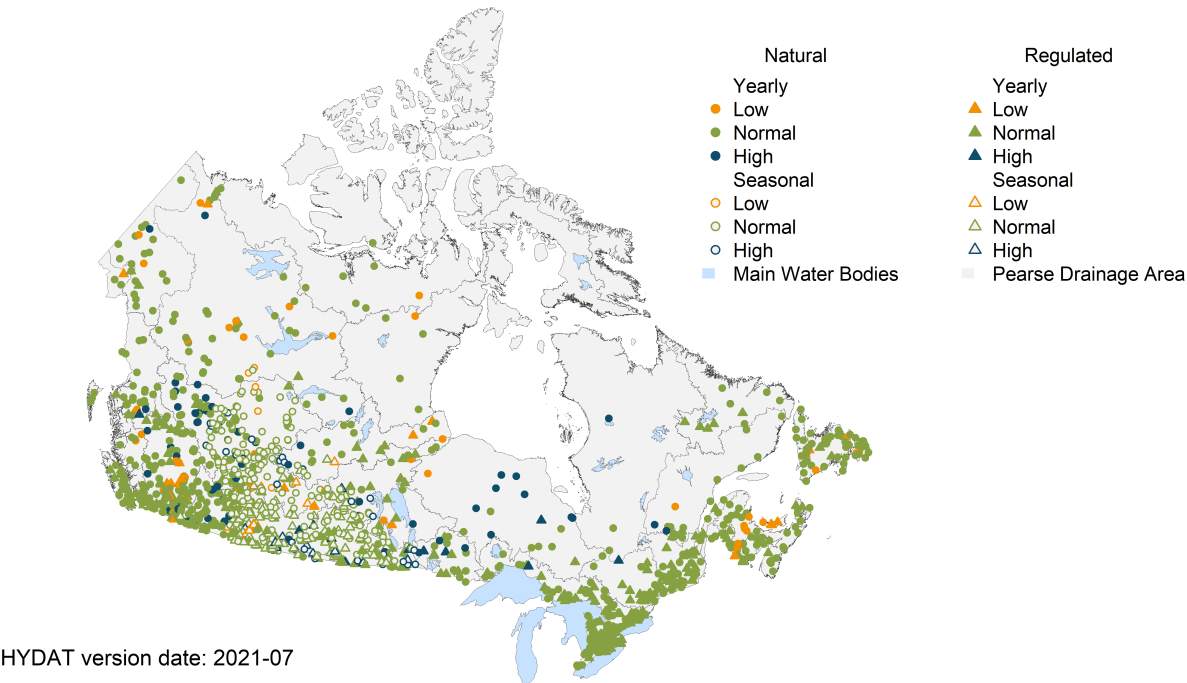 Natural
Yearly
Low
Normal
High
Seasonal
Low
Normal
High
Main Water Bodies
Regulated
Yearly
Low
Normal
High
Seasonal
Low
Normal
High
Pearse Drainage Area
HYDAT version date: 2021-07